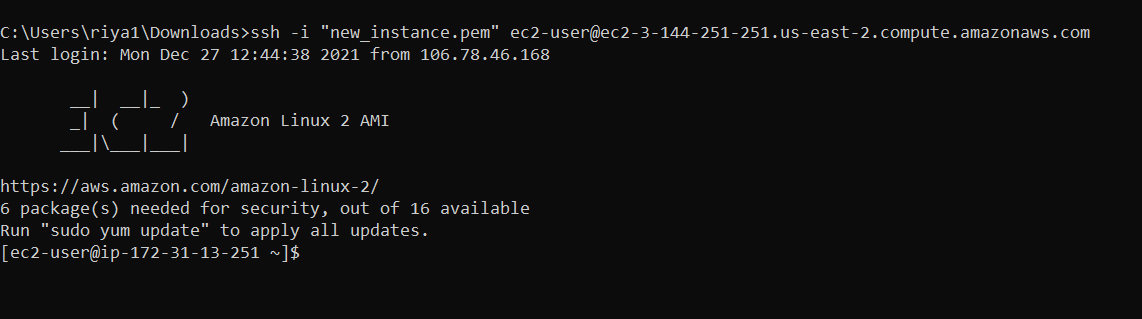 C:\Users\riya1\Downloads>ssh -i "new_instance.pem" ec2-user@ec2-3-144-251-251.us-east-2.compute.amazonaws.com
Last login: Mon Dec 27 12:44:38 2021 from 106.78.46.168
       __|  __|_  )
       _|  (     /   Amazon Linux 2 AMI
      ___|\___|___|
https://aws.amazon.com/amazon-linux-2/
6 package(s) needed for security, out of 16 available
Run "sudo yum update" to apply all updates.
[ec2-user@ip-172-31-13-251 ~]$